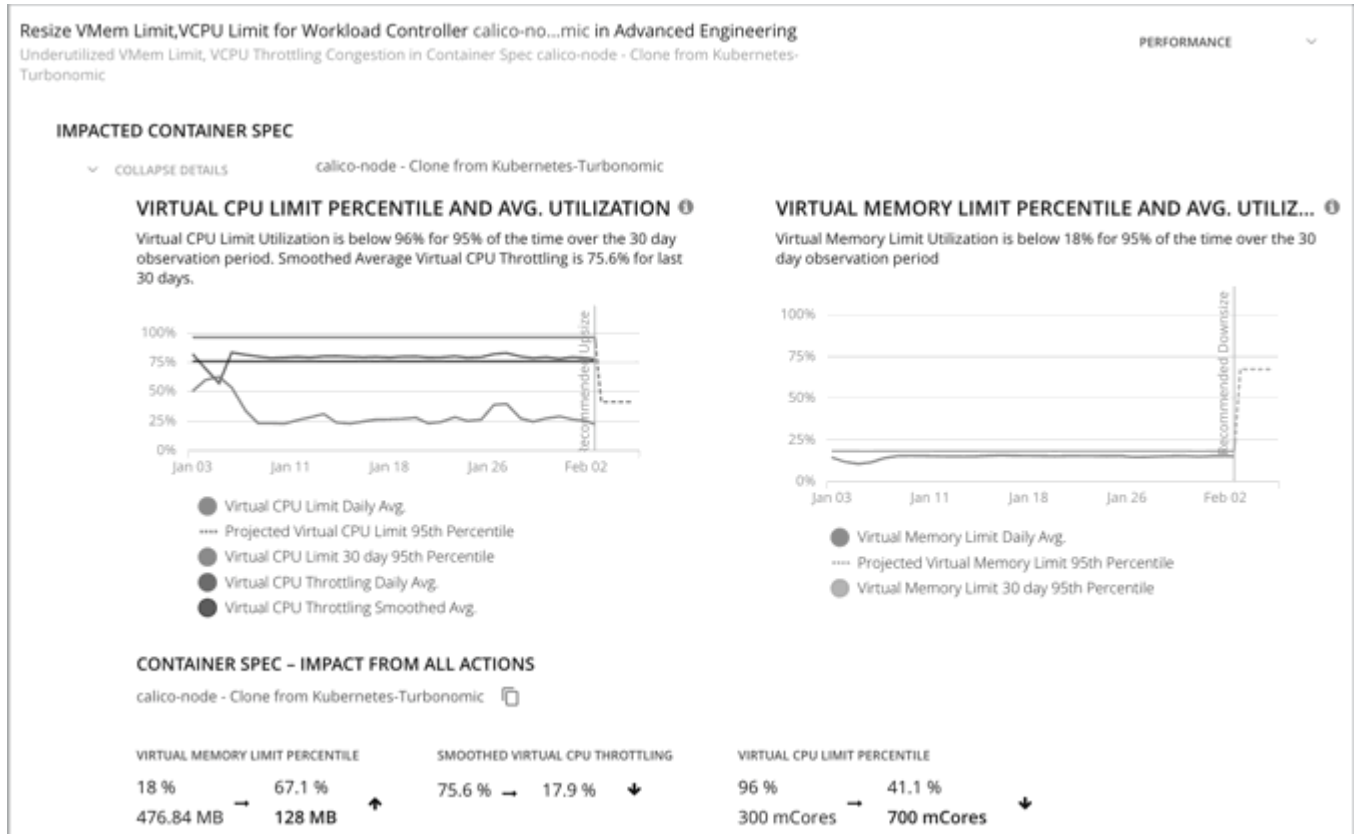 Resize VMem Limit,VCPU Limit for Workload Controller calico-no...mic in Advanced Engineering
Underutilized VMem Limit, VCPU Throttling Congestion in Container Spec calico-node - Clone from Kubernetes-
Turbonomic
PERFORMANCE
IMPACTED CONTAINER SPEC
COLLAPSE DETAILS
calico-node - Clone from Kubernetes-Turbonomic
VIRTUAL CPU LIMIT PERCENTILE AND AVG. UTILIZATION
Virtual CPU Limit Utilization is below 96% for 95% of the time over the 30 day
observation period. Smoothed Average Virtual CPU Throttling is 75.6% for last
30 days.
100%
75%
50%
25%
0%
Recommended Upsize
Jan 03 Jan 11 Jan 18 Jan 26 Feb 02
Virtual CPU Limit Daily Avg.
Projected Virtual CPU Limit 95th Percentile
Virtual CPU Limit 30 day 95th Percentile
Virtual CPU Throttling Daily Avg.
Virtual CPU Throttling Smoothed Avg.
VIRTUAL MEMORY LIMIT PERCENTILE AND AVG. UTILIZ...
Virtual Memory Limit Utilization is below 18% for 95% of the time over the 30
day observation period
100%
75%
50%
25%
0%
Recommended Downsize
Jan 03 Jan 11 Jan 18 Jan 26 Feb 02
Virtual Memory Limit Daily Avg.
Projected Virtual Memory Limit 95th Percentile
Virtual Memory Limit 30 day 95th Percentile
CONTAINER SPEC – IMPACT FROM ALL ACTIONS
calico-node - Clone from Kubernetes-Turbonomic
VIRTUAL MEMORY LIMIT PERCENTILE
18 % → 67.1 %
476.84 MB 128 MB
SMOOTHED VIRTUAL CPU THROTTLING
75.6 % → 17.9 %
VIRTUAL CPU LIMIT PERCENTILE
96 % → 41.1 %
300 mCores 700 mCores